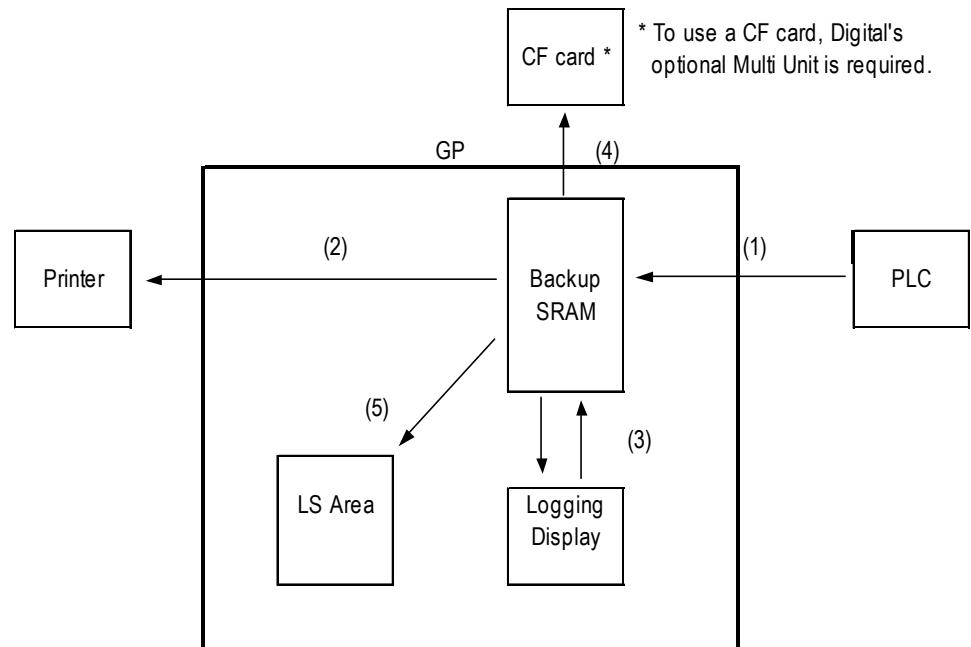 CF card *
* To use a CF card, Digital's
optional Multi Unit is required.
GP
(4)
Printer
(2)
Backup
SRAM
(1)
PLC
(5)
(3)
LS Area
Logging
Display